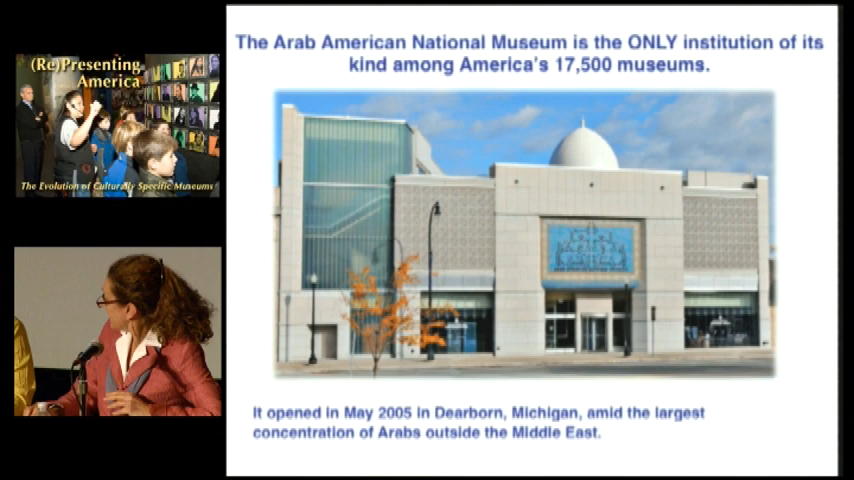 (Re)Presenting
America
The Evolution of Culturally Specific Museums
The Arab American National Museum is the ONLY institution of its
kind among America's 17,500 museums.
It opened in May 2005 in Dearborn, Michigan, amid the largest
concentration of Arabs outside the Middle East.